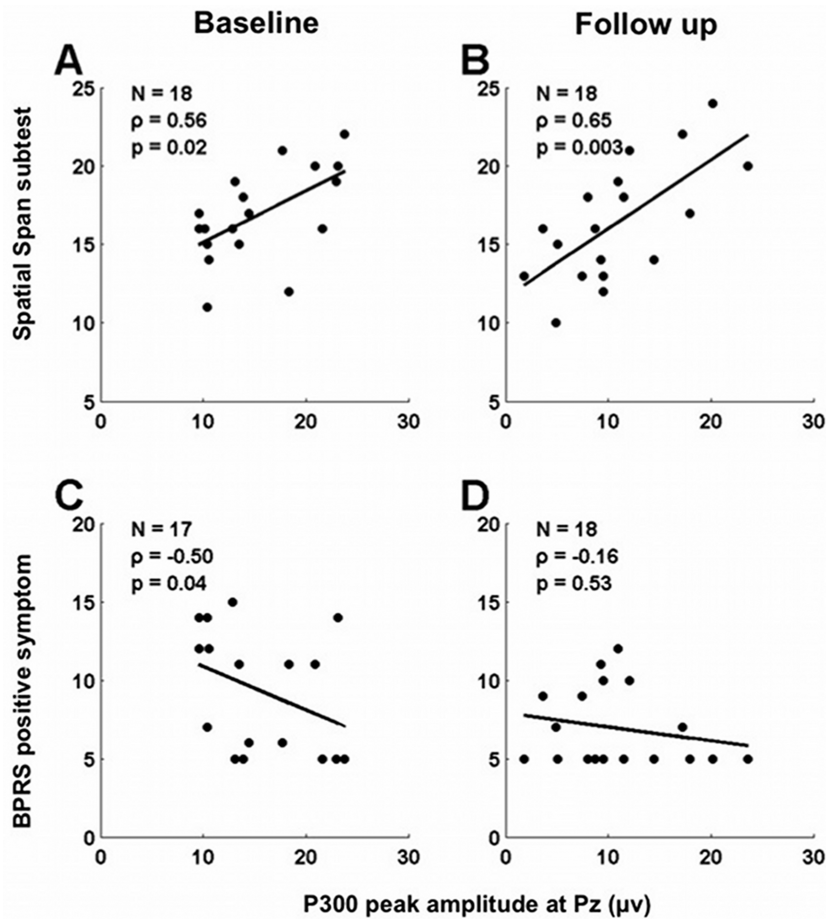 Baseline
Follow up
A
B
Spatial Span subtest
25
20
15
10
5
N = 18
ρ = 0.56
p = 0.02
0
10
20
30
25
20
15
10
5
N = 18
ρ = 0.65
p = 0.003
0
10
20
30
C
D
BPRS positive symptom
20
15
10
5
0
N = 17
ρ = -0.50
p = 0.04
0
10
20
30
20
15
10
5
0
N = 18
ρ = -0.16
p = 0.53
0
10
20
30
P300 peak amplitude at Pz (μv)